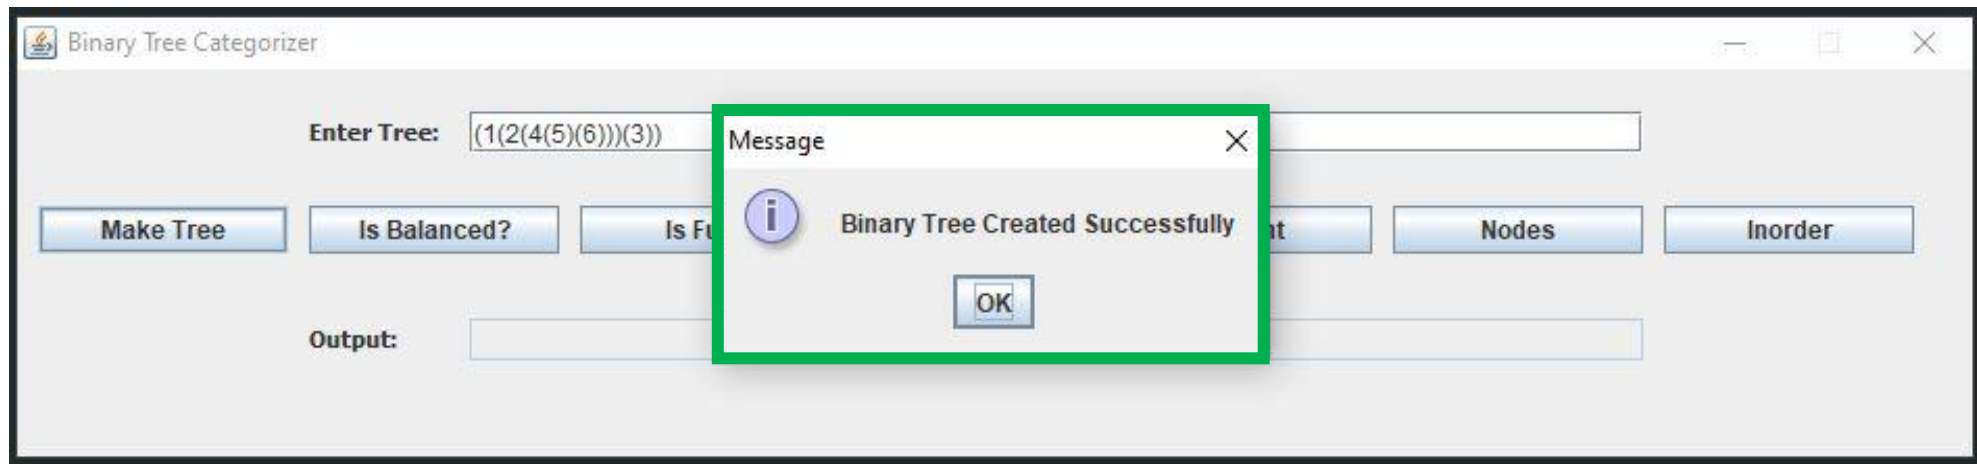 Binary Tree Categorizer
Enter Tree: (1(2(4(5)(6)))(3))
Message
Binary Tree Created Successfully
OK
Make Tree Is Balanced? Is Nodes Inorder
Output: